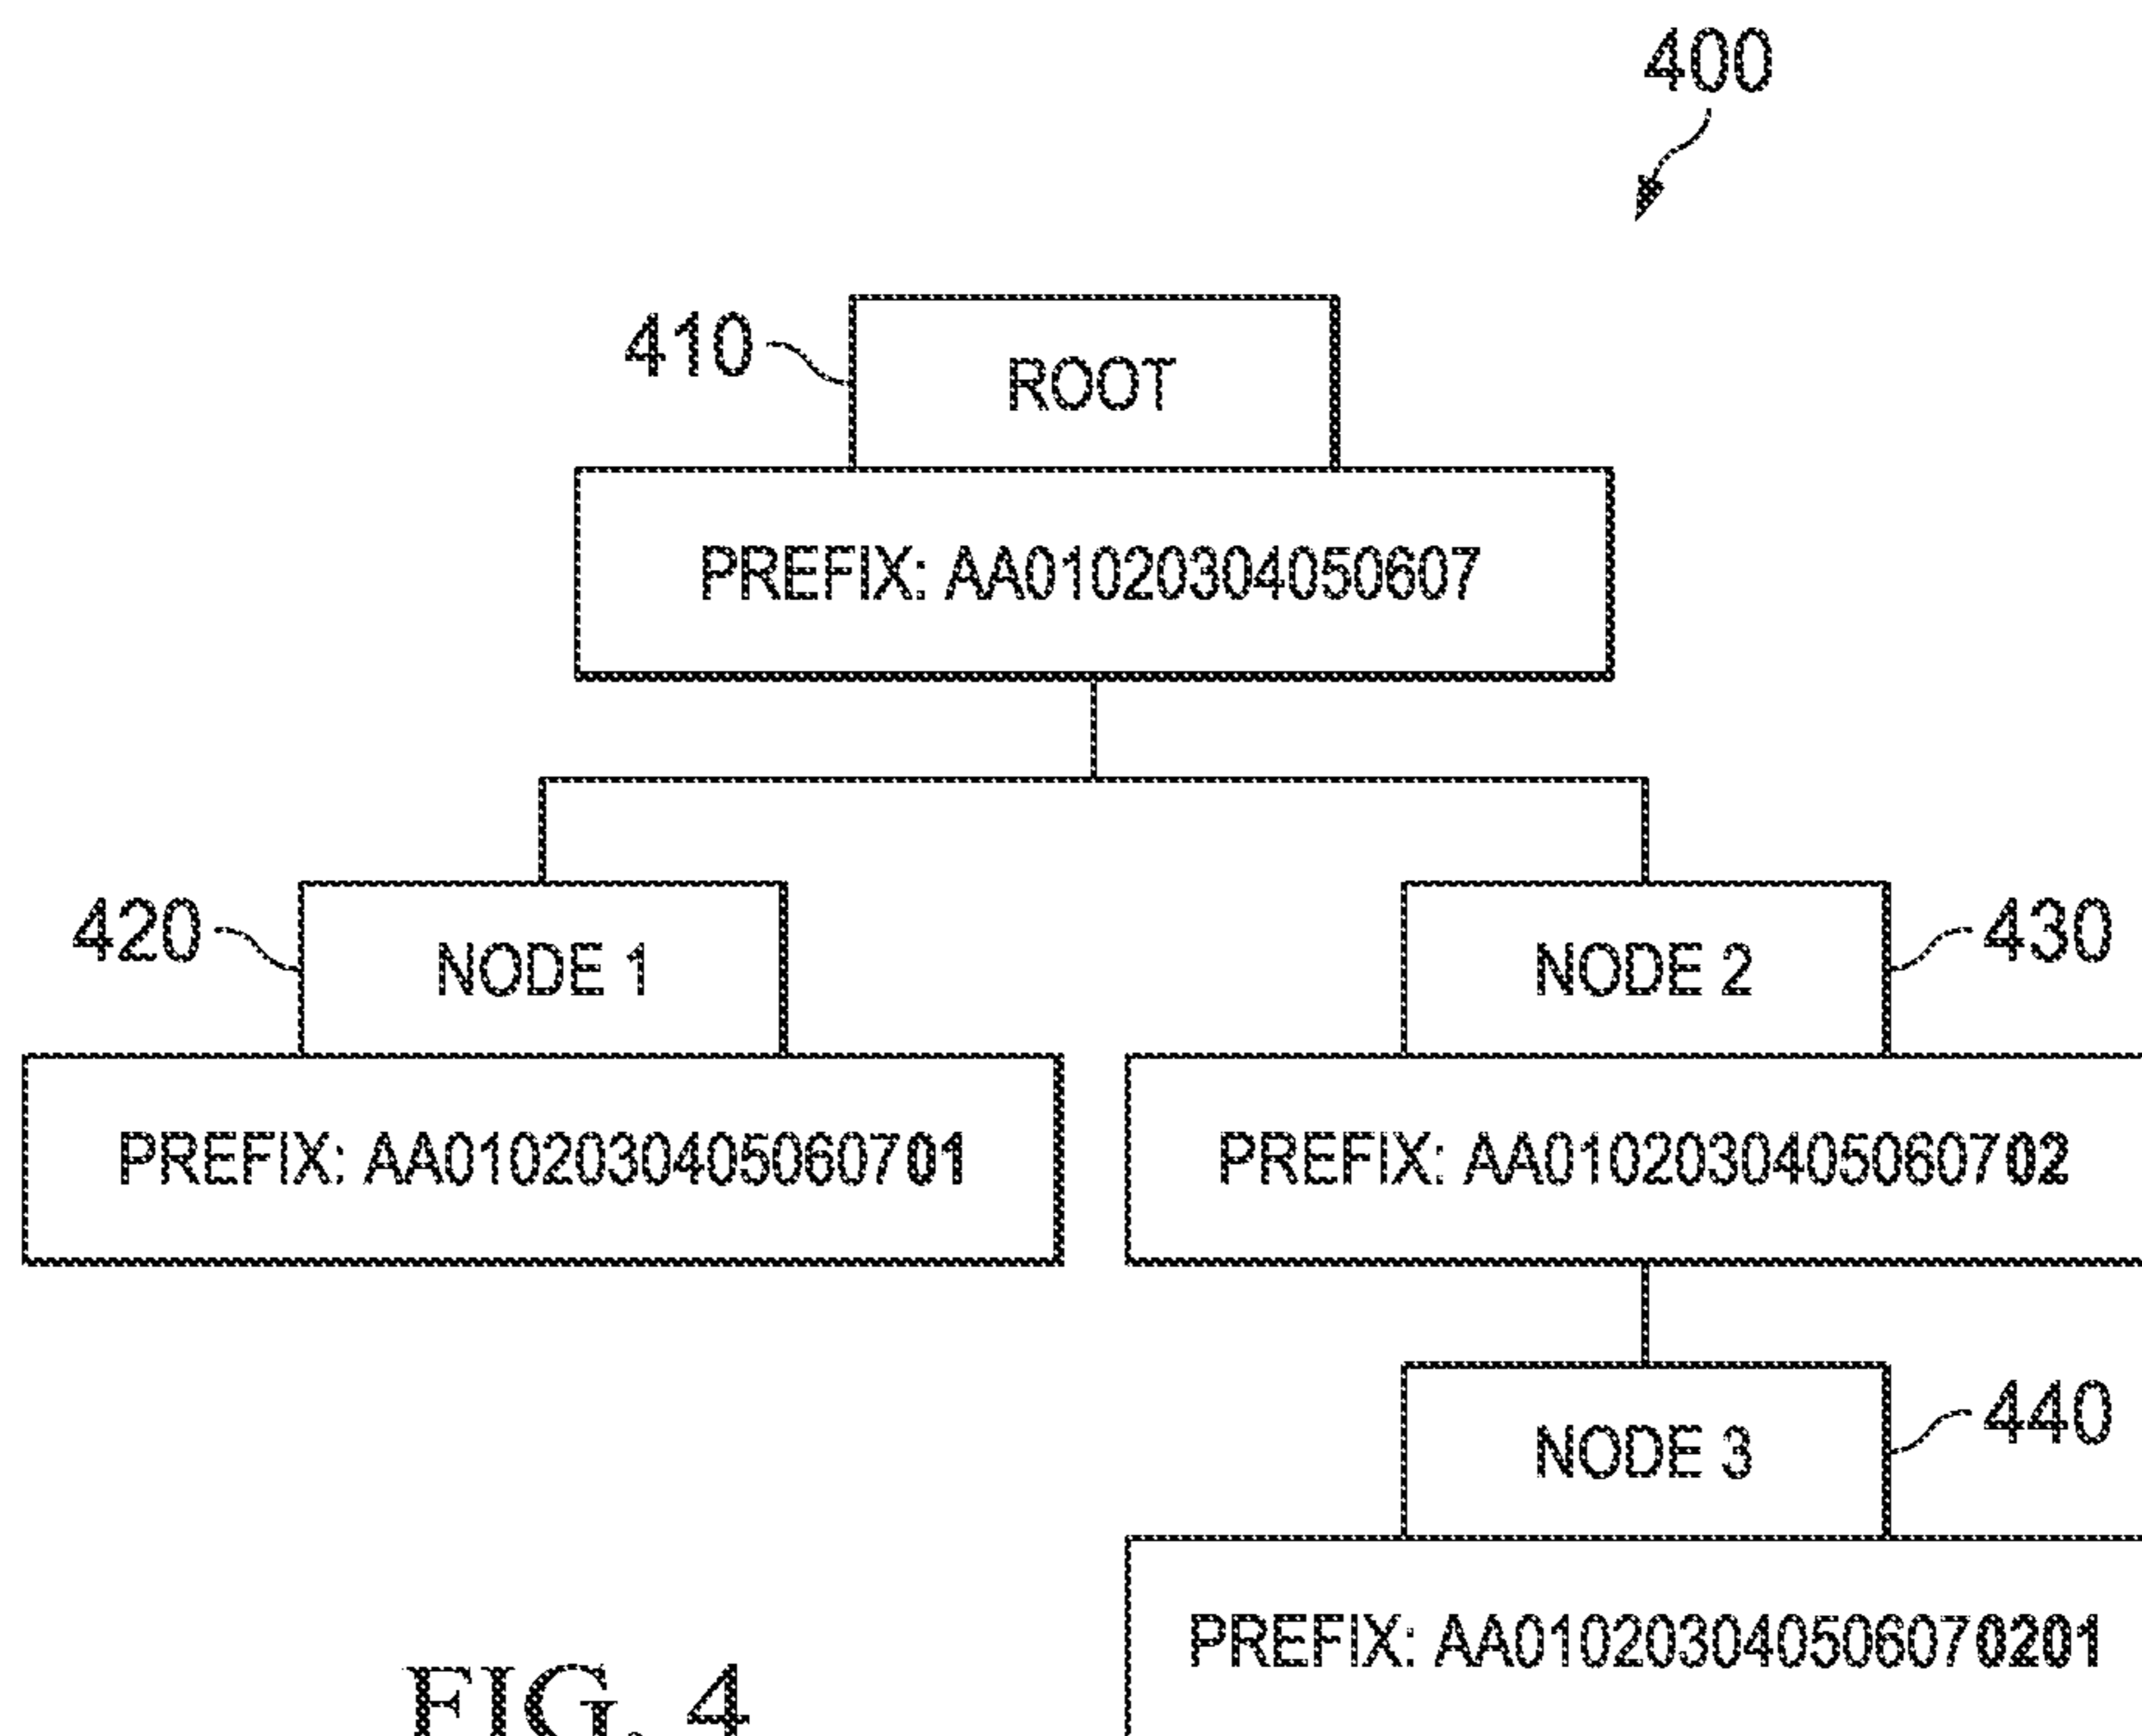 400
410
ROOT
PREFIX: AA01020304050607
420
NODE 1
NODE 2
430
PREFIX: AA0102030405060701
PREFIX: AA0102030405060702
NODE 3
440
PREFIX: AA010203040506070201
FIG. 4